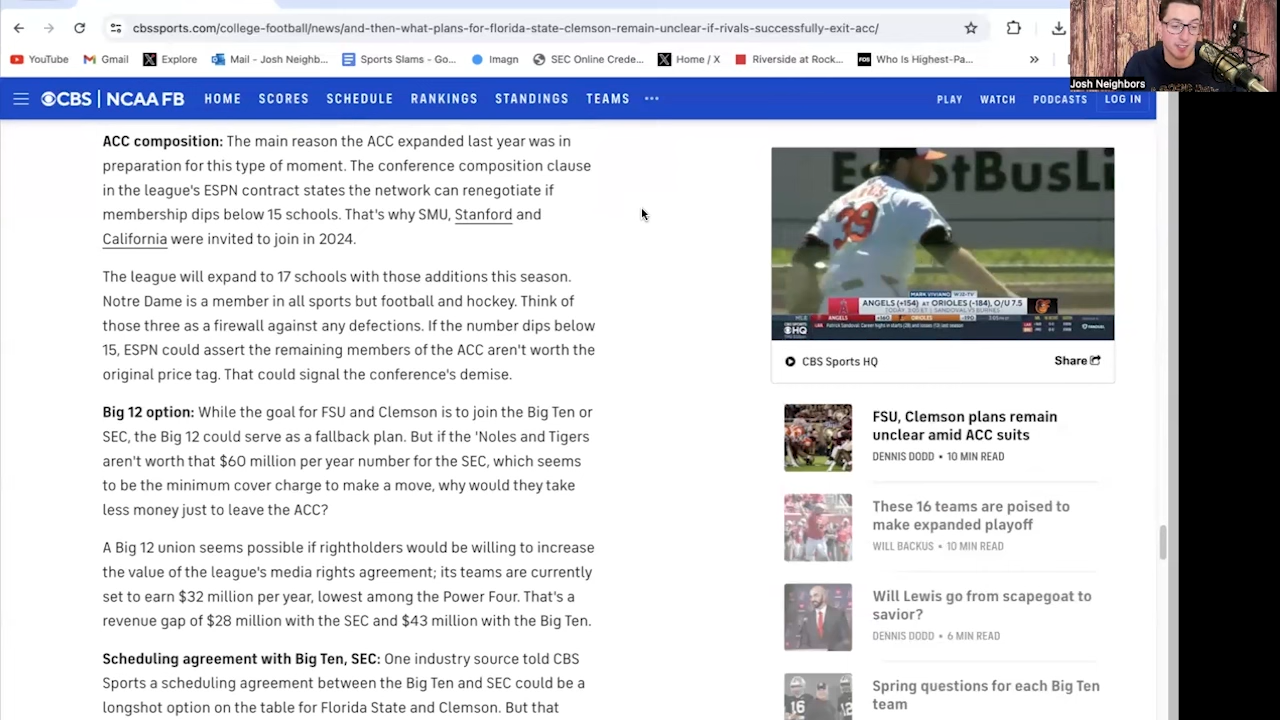 cbssports.com/college-football/news/and-then-what-plans-for-florida-state-clemson-remain-unclear-if-rivals-successfully-exit-acc/
YouTube
Gmail
Explore
Mail - Josh Neighb...
Sports Slams - Go...
Imagn
SEC Online Crede...
Home / X
Riverside at Rock...
Who Is Highest-Pa...
»
Josh Neighbors
CBS | NCAA FB
HOME
SCORES
SCHEDULE
RANKINGS
STANDINGS
TEAMS
PLAY
WATCH
PODCASTS
LOG IN
ACC composition: The main reason the ACC expanded last year was in
preparation for this type of moment. The conference composition clause
in the league's ESPN contract states the network can renegotiate if
membership dips below 15 schools. That's why SMU, Stanford and
California were invited to join in 2024.
The league will expand to 17 schools with those additions this season.
Notre Dame is a member in all sports but football and hockey. Think of
those three as a firewall against any defections. If the number dips below
15, ESPN could assert the remaining members of the ACC aren't worth the
original price tag. That could signal the conference's demise.
Big 12 option: While the goal for FSU and Clemson is to join the Big Ten or
SEC, the Big 12 could serve as a fallback plan. But if the 'Noles and Tigers
aren't worth that $60 million per year number for the SEC, which seems
to be the minimum cover charge to make a move, why would they take
less money just to leave the ACC?
A Big 12 union seems possible if rightholders would be willing to increase
the value of the league's media rights agreement; its teams are currently
set to earn $32 million per year, lowest among the Power Four. That's a
revenue gap of $28 million with the SEC and $43 million with the Big Ten.
Scheduling agreement with Big Ten, SEC: One industry source told CBS
Sports a scheduling agreement between the Big Ten and SEC could be a
longshot option on the table for Florida State and Clemson. But that
39
MARK VIVIANO
ANGELS (+154) AT ORIOLES (-184), O/U 7.5
HQ
CBS Sports HQ
Share
FSU, Clemson plans remain
unclear amid ACC suits
DENNIS DODD • 10 MIN READ
These 16 teams are poised to
make expanded playoff
WILL BACKUS • 10 MIN READ
Will Lewis go from scapegoat to
savior?
DENNIS DODD • 6 MIN READ
16
Spring questions for each Big Ten
team